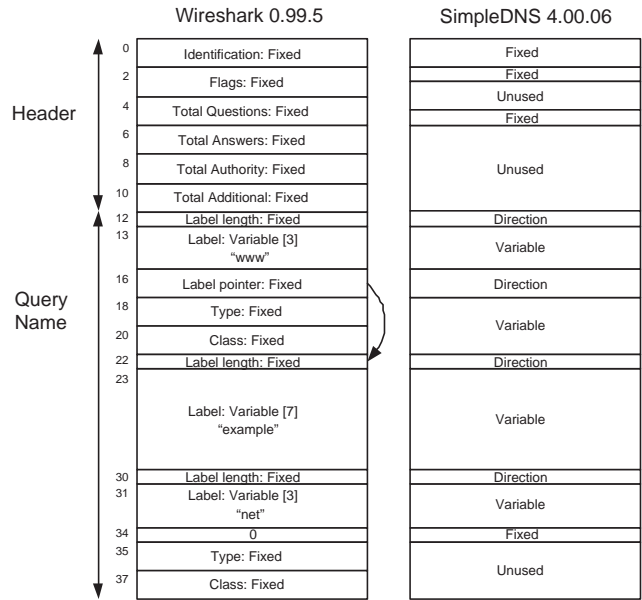 Wireshark 0.99.5
SimpleDNS 4.00.06
Header
Query
Name
0
Identification: Fixed
Fixed
2
Flags: Fixed
Fixed
Unused
4
Total Questions: Fixed
Fixed
6
Total Answers: Fixed
8
Total Authority: Fixed
Unused
10
Total Additional: Fixed
12
Label length: Fixed
Direction
13
Label: Variable [3]
“www”
Variable
16
Label pointer: Fixed
Direction
18
Type: Fixed
Variable
20
Class: Fixed
22
Label length: Fixed
Direction
23
Label: Variable [7]
“example”
Variable
30
Label length: Fixed
Direction
31
Label: Variable [3]
“net”
Variable
34
0
Fixed
35
Type: Fixed
Unused
37
Class: Fixed